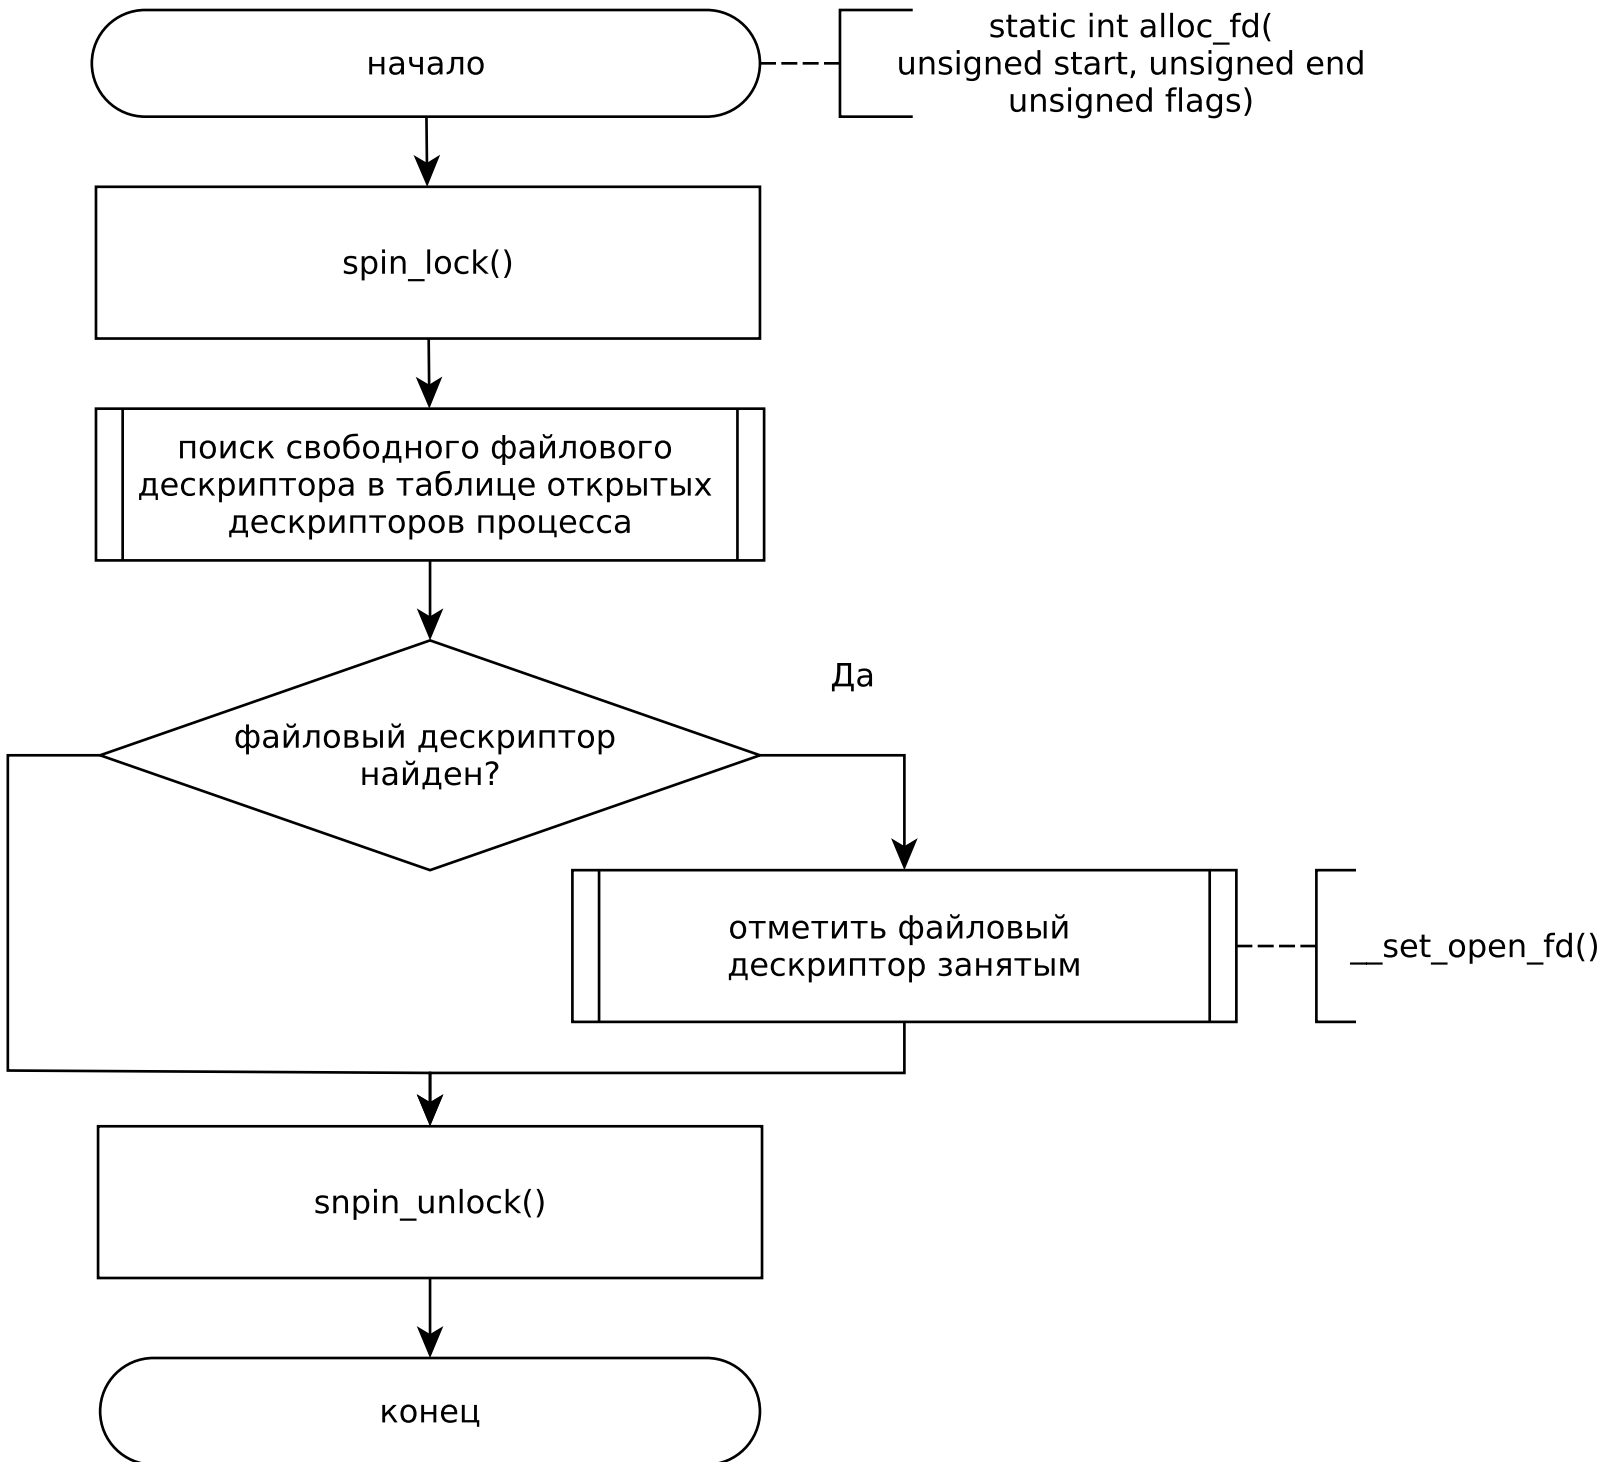 начало
static int alloc_fd(
unsigned start, unsigned end
unsigned flags)
spin_lock()
поиск свободного файлового
дескриптора в таблице открытых
дескрипторов процесса
Да
файловый дескриптор
найден?
отметить файловый
дескриптор занятым
__set_open_fd()
snpin_unlock()
конец